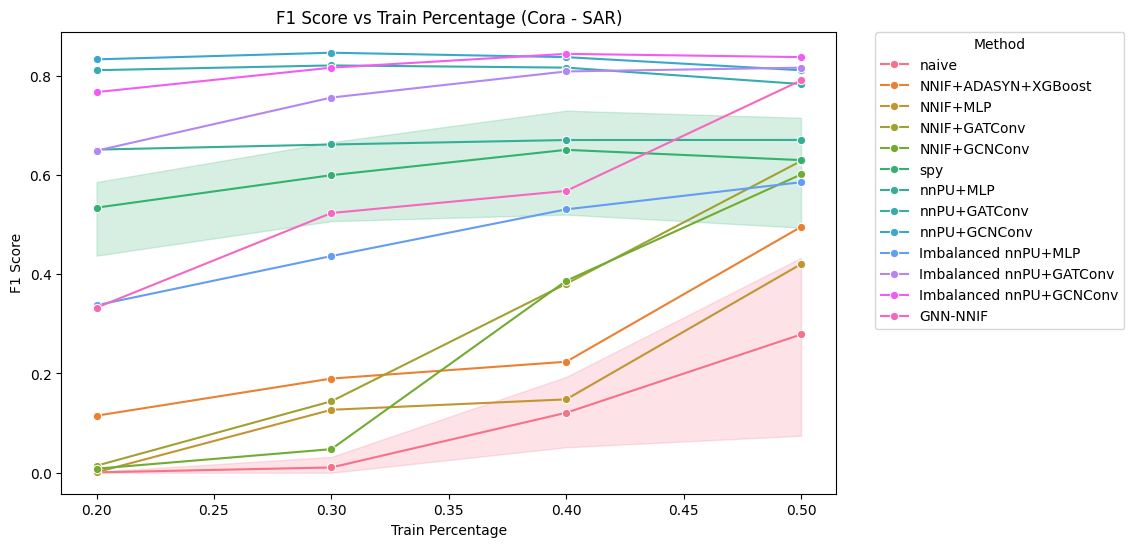 F1 Score vs Train Percentage (Cora - SAR)
F1 Score
0.8
0.6
0.4
0.2
0.0
0.20
0.25
0.30
0.35
0.40
0.45
0.50
Train Percentage
Method
naive
NNIF+ADASYN+XGBoost
NNIF+MLP
NNIF+GATConv
NNIF+GCNConv
spy
nnPU+MLP
nnPU+GATConv
nnPU+GCNConv
Imbalanced nnPU+MLP
Imbalanced nnPU+GATConv
Imbalanced nnPU+GCNConv
GNN-NNIF